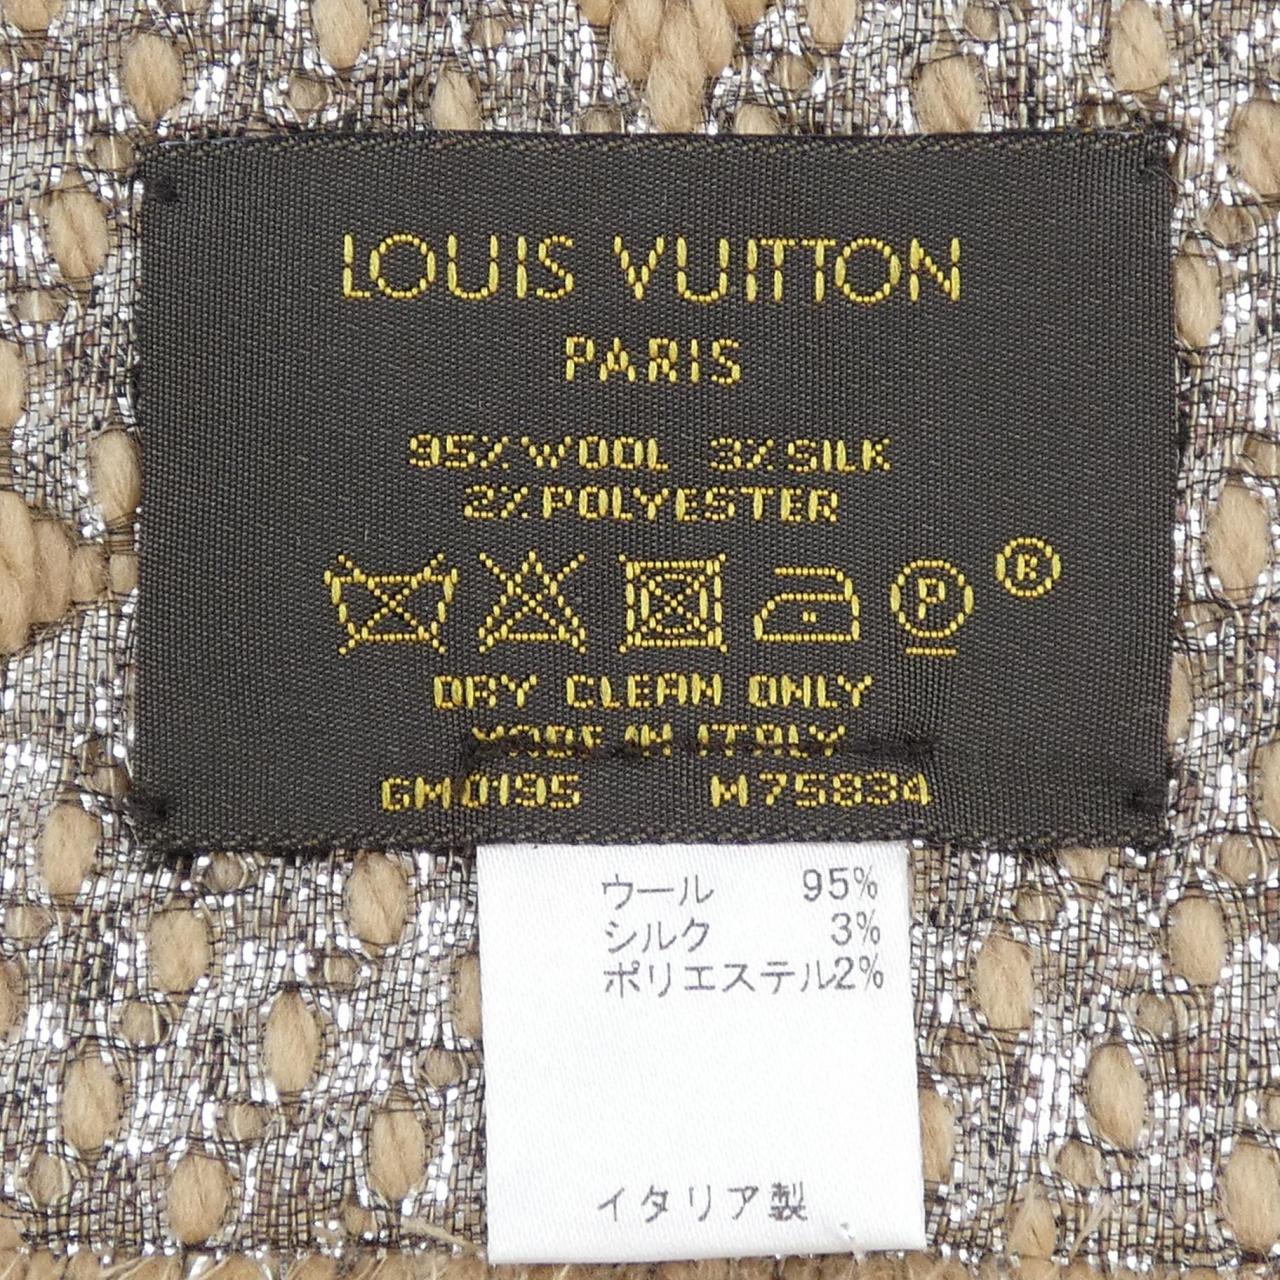 LOUIS VUITTON
PARIS
95% WOOL 3% SILK
2% POLYESTER
P
®
DRY CLEAN ONLY
MADE IN ITALY
GM0195 M75834
ウール 95%
シルク 3%
ポリエステル2%
イタリア製